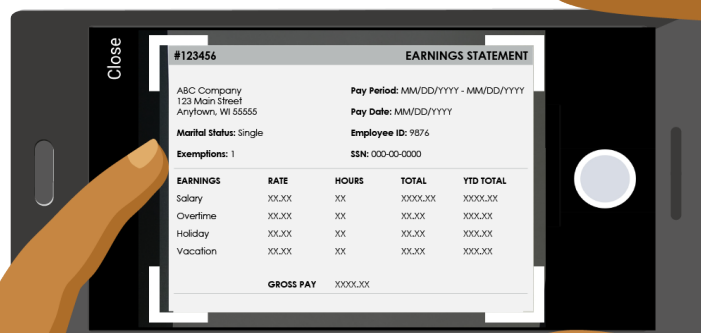 Close
#123456 EARNINGS STATEMENT
ABC Company
123 Main Street
Anytown, WI 55555
Pay Period: MM/DD/YYYY - MM/DD/YYYY
Pay Date: MM/DD/YYYY
Marital Status: Single Employee ID: 9876
Exemptions: 1 SSN: 000-00-0000
EARNINGS RATE HOURS TOTAL YTD TOTAL
Salary XX.XX XX XXXX.XX XXXX.XX
Overtime XX.XX XX XX.XX XXX.XX
Holiday XX.XX XX XX.XX XXX.XX
Vacation XX.XX XX XX.XX XXX.XX
GROSS PAY XXXX.XX